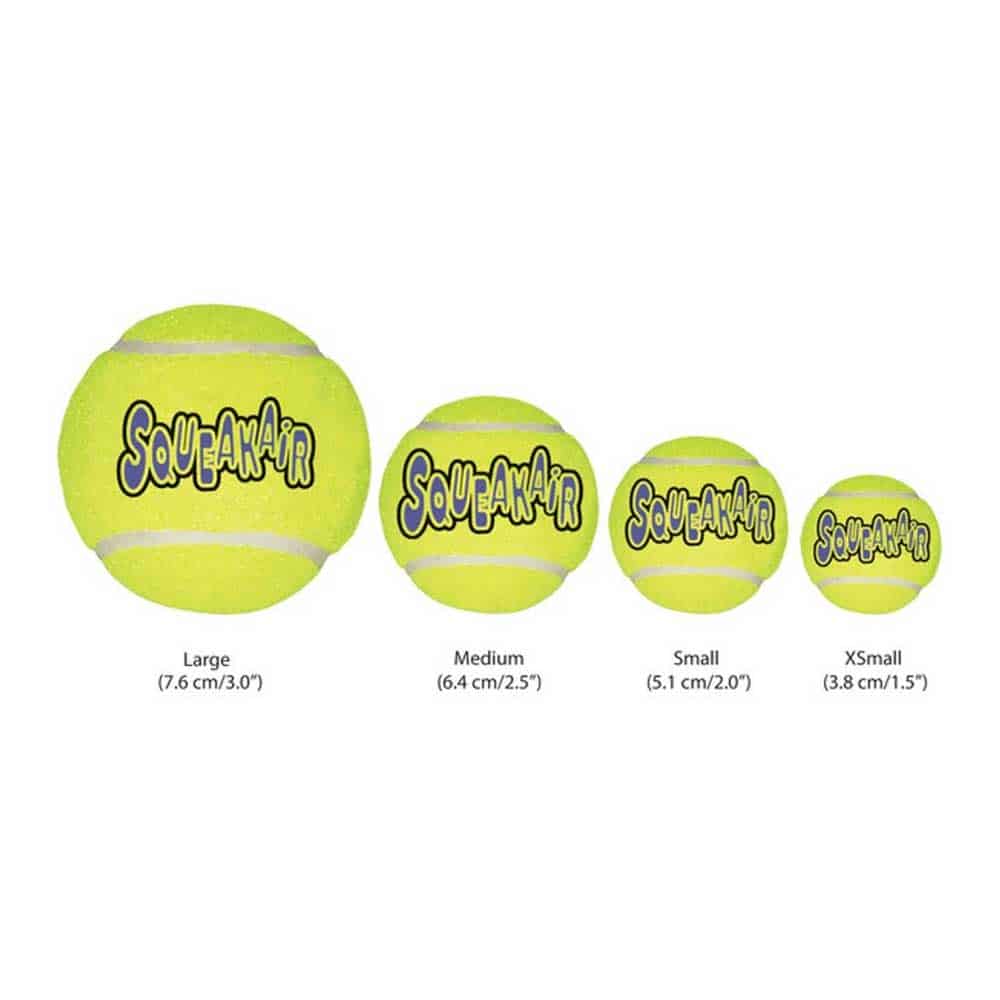 SQUEAKAIR
SQUEAKAIR
SQUEAKAIR
SQUEAKAIR
Large
(7.6 cm/3.0”)
Medium
(6.4 cm/2.5”)
Small
(5.1 cm/2.0”)
XSmall
(3.8 cm/1.5”)